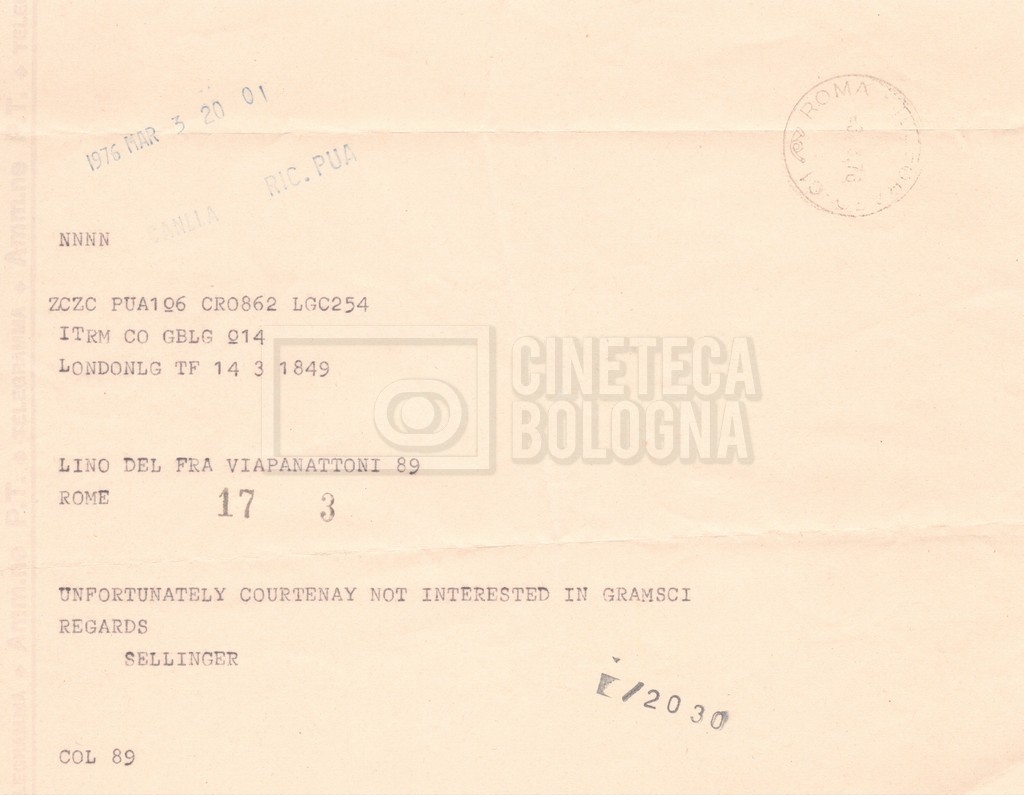 1976 MAR 3 20 01
RIC. PUA
ROMA
NNNN
ZCZC PUA106 CRO862 LGC254
ITRM CO GBLG 014
LONDONLG TF 14 3 1849
CINETECA
BOLOGNA
LINO DEL FRA VIAPANATTONI 89
ROME
17 3
UNFORTUNATELY COURTENAY NOT INTERESTED IN GRAMSCI
REGARDS
SELLINGER
/2030
COL 89